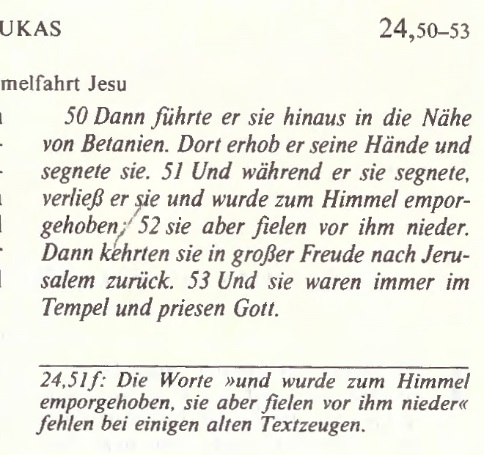 UKAS 24,50–53
melfahrt Jesu
50 Dann führte er sie hinaus in die Nähe
von Betanien. Dort erhob er seine Hände und
segnete sie. 51 Und während er sie segnete,
verließ er sie und wurde zum Himmel empor-
gehoben; 52 sie aber fielen vor ihm nieder.
Dann kehrten sie in großer Freude nach Jeru-
salem zurück. 53 Und sie waren immer im
Tempel und priesen Gott.
24,51f: Die Worte »und wurde zum Himmel
emporgehoben, sie aber fielen vor ihm nieder«
fehlen bei einigen alten Textzeugen.